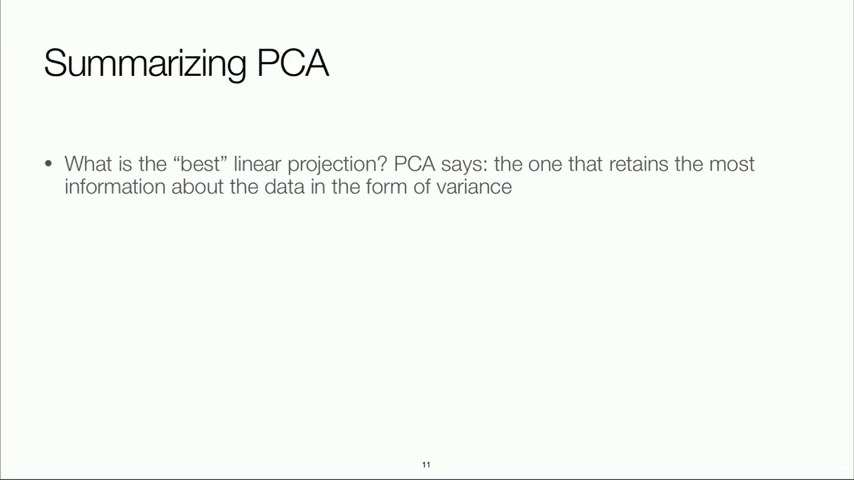 Summarizing PCA
• What is the “best” linear projection? PCA says: the one that retains the most
information about the data in the form of variance
11